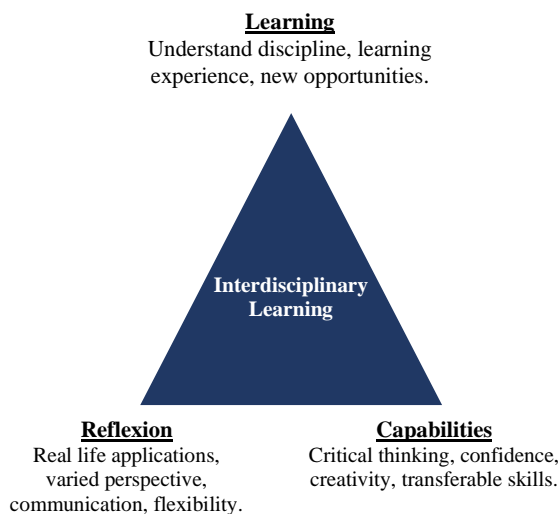 Learning
Understand discipline, learning
experience, new opportunities.
Interdisciplinary
Learning
Reflexion
Real life applications,
varied perspective,
communication, flexibility.
Capabilities
Critical thinking, confidence,
creativity, transferable skills.